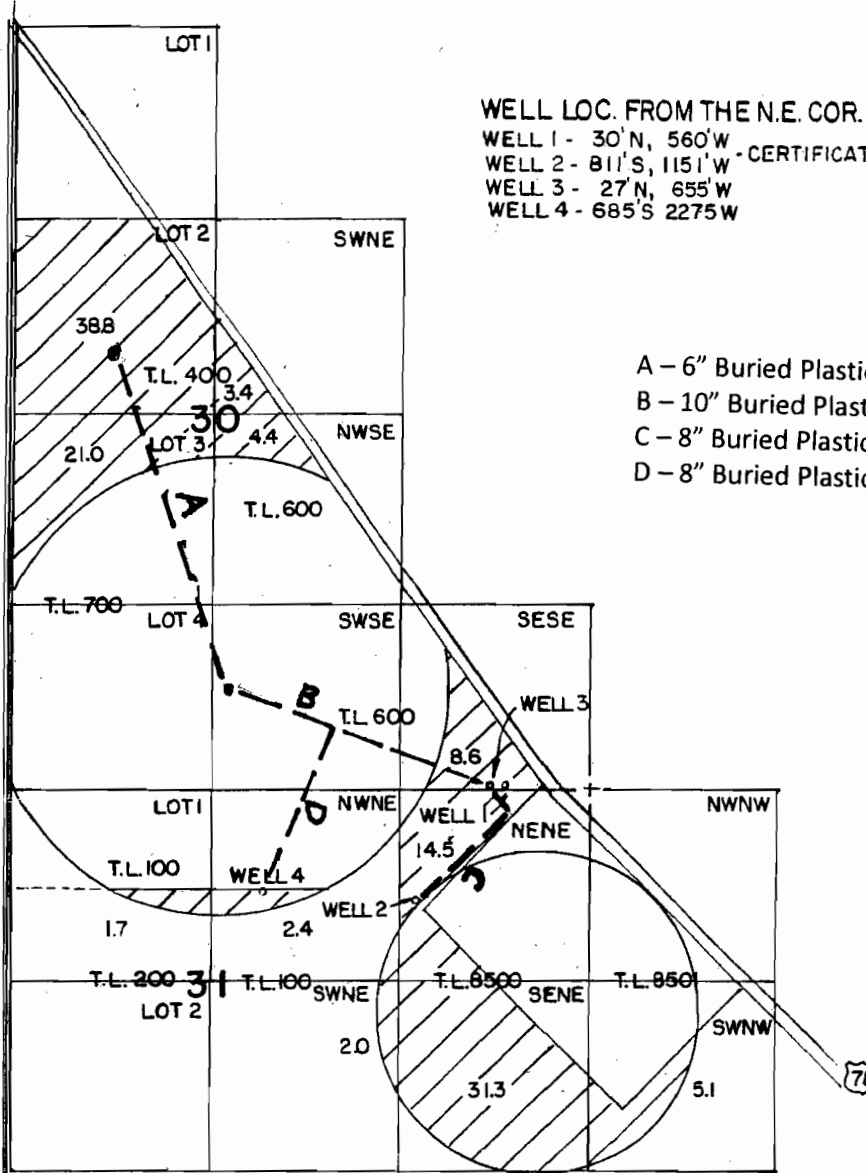 LOT 1
WELL LOC. FROM THE N.E. COR.
WELL 1 - 30'N, 560'W
WELL 2 - 811'S, 1151'W - CERTIFICAT
WELL 3 - 27'N, 655'W
WELL 4 - 685'S 2275W
LOT 2
SWNE
38.8
A – 6" Buried Plastic
B – 10" Buried Plast
C – 8" Buried Plastic
D – 8" Buried Plastic
T.L. 400
3.4
30
NWSE
LOT 3
4.4
21.0
A
T.L. 600
T.L. 700
LOT 4
SWSE
SESE
B
WELL 3
T.L. 600
8.6
LOT 1
NWNE
NWNW
WELL 1
NENE
D
14.5
C
T.L. 100
WELL 4
WELL 2
1.7
2.4
T.L. 200
31
T.L. 100
SWNE
T.L. 8500
SENE
T.L. 850
LOT 2
SWNW
2.0
31.3
5.1